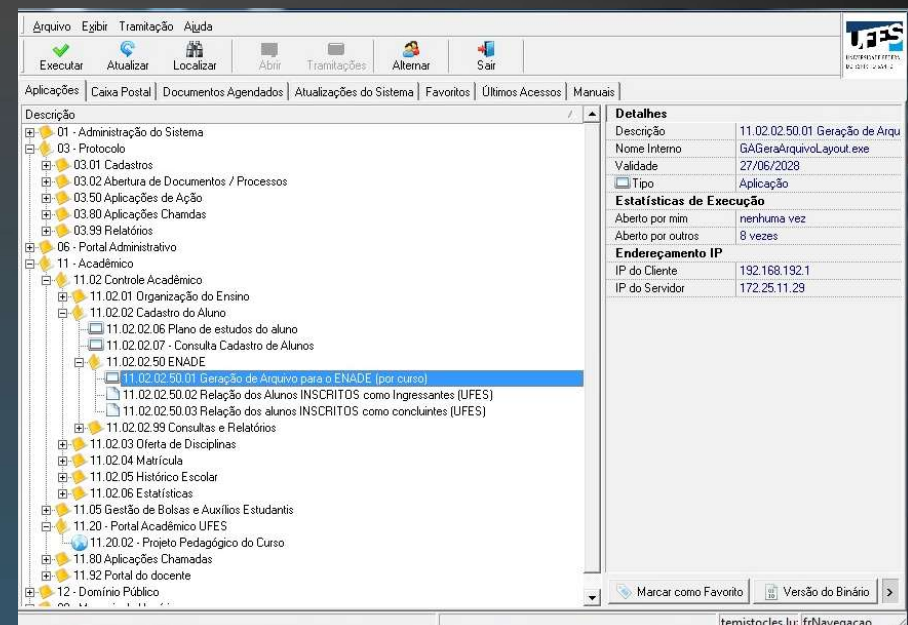 Arquivo Exibir Tramitação Ajuda
Executar Atualizar Localizar Abrir Tramitações Alternar Sair
UFES
Aplicações Caixa Postal Documentos Agendados Atualizações do Sistema Favoritos Últimos Acessos Manuais
Descrição
01 - Administração do Sistema
03 - Protocolo
03.01 Cadastros
03.02 Abertura de Documentos / Processos
03.50 Aplicações de Ação
03.80 Aplicações Chamdas
03.99 Relatórios
06 - Portal Administrativo
11 - Acadêmico
11.02 Controle Acadêmico
11.02.01 Organização do Ensino
11.02.02 Cadastro do Aluno
11.02.02.06 Plano de estudos do aluno
11.02.02.07 - Consulta Cadastro de Alunos
11.02.02.50 ENADE
11.02.02.50.01 Geração de Arquivo para o ENADE (por curso)
11.02.02.50.02 Relação dos Alunos INSCRITOS como Ingressantes (UFES)
11.02.02.50.03 Relação dos alunos INSCRITOS como concluintes (UFES)
11.02.02.99 Consultas e Relatórios
11.02.03 Oferta de Disciplinas
11.02.04 Matrícula
11.02.05 Histórico Escolar
11.02.06 Estatísticas
11.05 Gestão de Bolsas e Auxílios Estudantis
11.20 - Portal Acadêmico UFES
11.20.02 - Projeto Pedagógico do Curso
11.80 Aplicações Chamadas
11.92 Portal do docente
12 - Domínio Público
Detalhes
Descrição 11.02.02.50.01 Geração de Arqu
Nome Interno GAGeraArquivoLayout.exe
Validade 27/06/2028
Tipo Aplicação
Estatísticas de Execução
Aberto por mim nenhuma vez
Aberto por outros 8 vezes
Endereçamento IP
IP do Cliente 192.168.192.1
IP do Servidor 172.25.11.29
Marcar como Favorito Versão do Binário >
temistocles.lu: frNavegacao